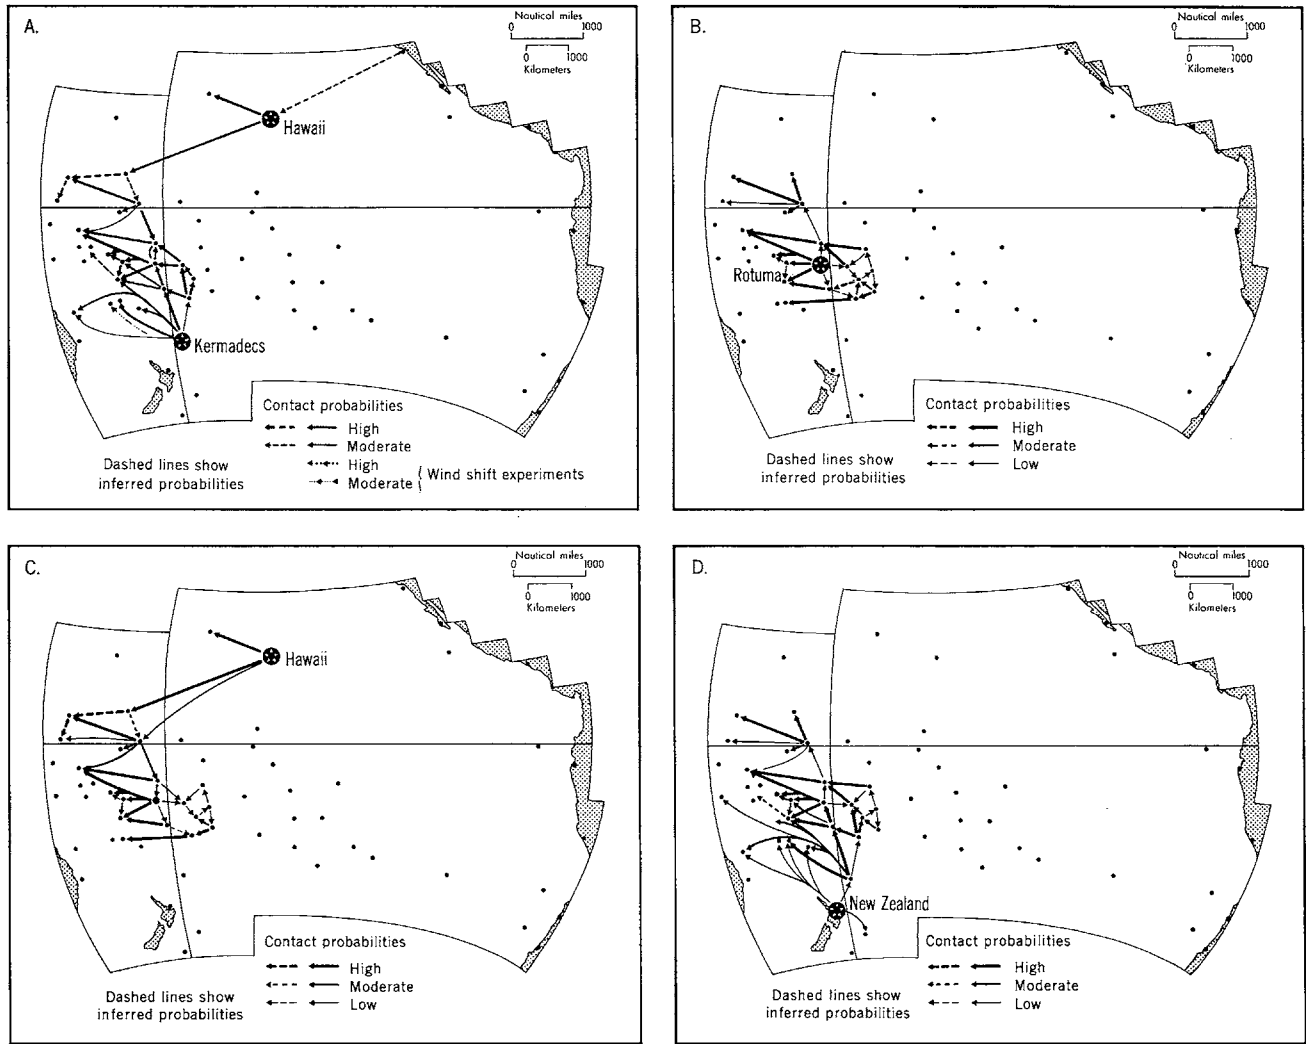 A.
Nautical miles
0 1000
0 1000
Kilometers
Hawaii
Kermadecs
Contact probabilities
High
Moderate
High
Moderate
Wind shift experiments
Dashed lines show
inferred probabilities
B.
Nautical miles
0 1000
0 1000
Kilometers
Rotuma
Contact probabilities
High
Moderate
Low
Dashed lines show
inferred probabilities
C.
Nautical miles
0 1000
0 1000
Kilometers
Hawaii
Contact probabilities
High
Moderate
Low
Dashed lines show
inferred probabilities
D.
Nautical miles
0 1000
0 1000
Kilometers
New Zealand
Contact probabilities
High
Moderate
Low
Dashed lines show
inferred probabilities